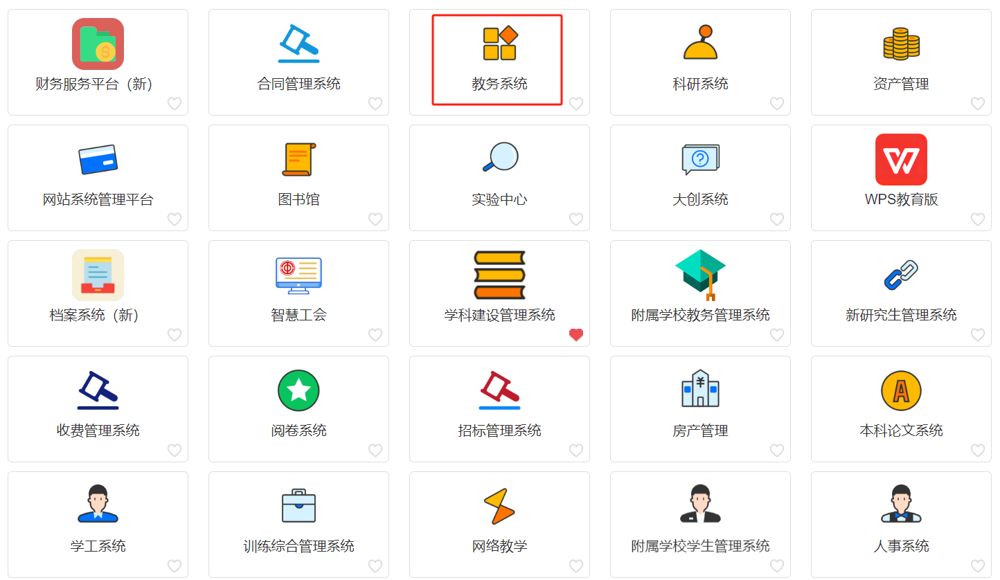 财务服务平台（新）
合同管理系统
教务系统
科研系统
资产管理
网站系统管理平台
图书馆
实验中心
大创系统
WPS教育版
档案系统（新）
智慧工会
学科建设管理系统
附属学校教务管理系统
新研究生管理系统
收费管理系统
阅卷系统
招标管理系统
房产管理
本科论文系统
学工系统
训练综合管理系统
网络教学
附属学校学生管理系统
人事系统